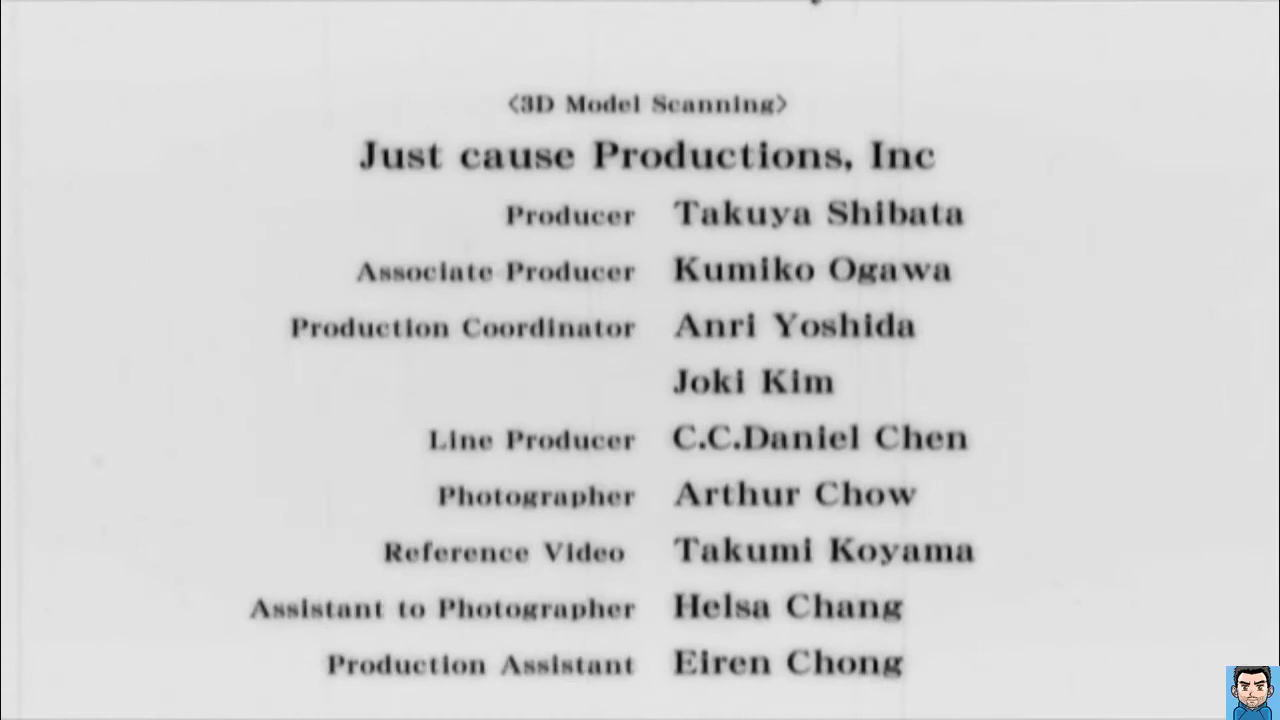 <3D Model Scanning>
Just cause Productions, Inc
Producer Takuya Shibata
Associate Producer Kumiko Ogawa
Production Coordinator Anri Yoshida
Joki Kim
Line Producer C.C.Daniel Chen
Photographer Arthur Chow
Reference Video Takumi Koyama
Assistant to Photographer Helsa Chang
Production Assistant Eiren Chong